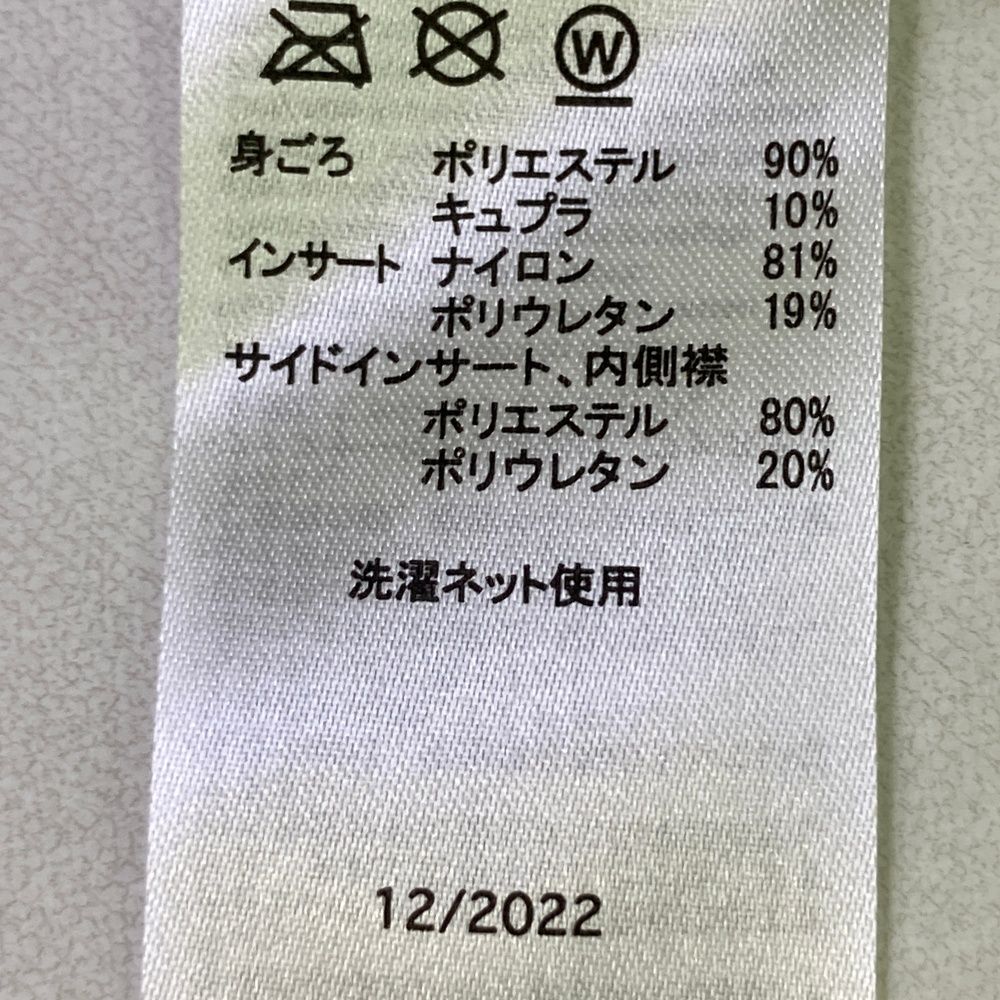 W
身ごろ ポリエステル 90%
キュプラ 10%
インサート ナイロン 81%
ポリウレタン 19%
サイドインサート、内側襟
ポリエステル 80%
ポリウレタン 20%
洗濯ネット使用
12/2022